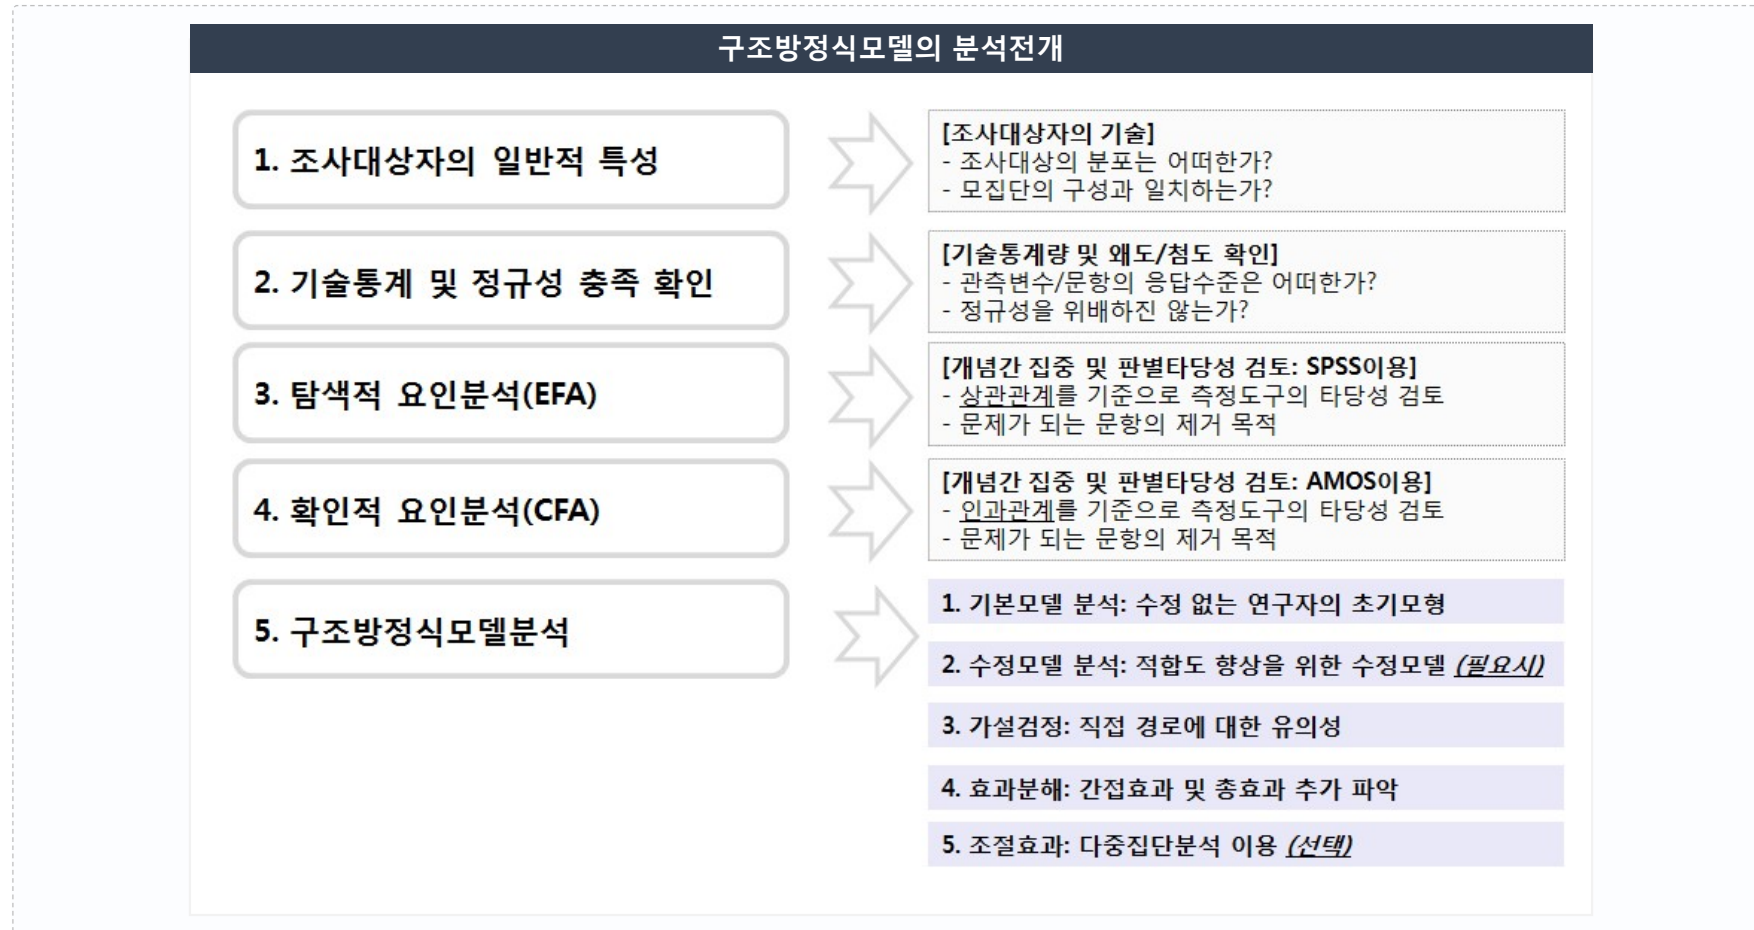 구조방정식모델의 분석전개
1. 조사대상자의 일반적 특성
[조사대상자의 기술]
- 조사대상의 분포는 어떠한가?
- 모집단의 구성과 일치하는가?
2. 기술통계 및 정규성 충족 확인
[기술통계량 및 왜도/첨도 확인]
- 관측변수/문항의 응답수준은 어떠한가?
- 정규성을 위배하진 않는가?
3. 탐색적 요인분석(EFA)
[개념간 집중 및 판별타당성 검토: SPSS이용]
- 상관관계를 기준으로 측정도구의 타당성 검토
- 문제가 되는 문항의 제거 목적
4. 확인적 요인분석(CFA)
[개념간 집중 및 판별타당성 검토: AMOS이용]
- 인과관계를 기준으로 측정도구의 타당성 검토
- 문제가 되는 문항의 제거 목적
5. 구조방정식모델분석
1. 기본모델 분석: 수정 없는 연구자의 초기모형
2. 수정모델 분석: 적합도 향상을 위한 수정모델 (필요시)
3. 가설검정: 직접 경로에 대한 유의성
4. 효과분해: 간접효과 및 총효과 추가 파악
5. 조절효과: 다중집단분석 이용 (선택)